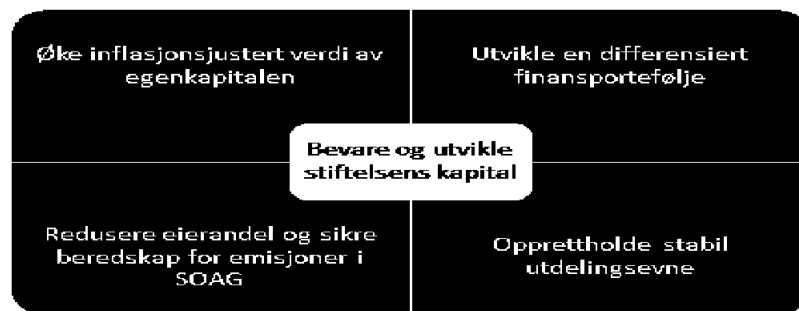 Øke inflasjonsjustert verdi av
egenkapitalen
Utvikle en differensiert
finansportefølje
Bevare og utvikle
stiftelsens kapital
Redusere eierandel og sikre
beredskap for emisjoner i
SOAG
Opprettholde stabil
utdelingsevne